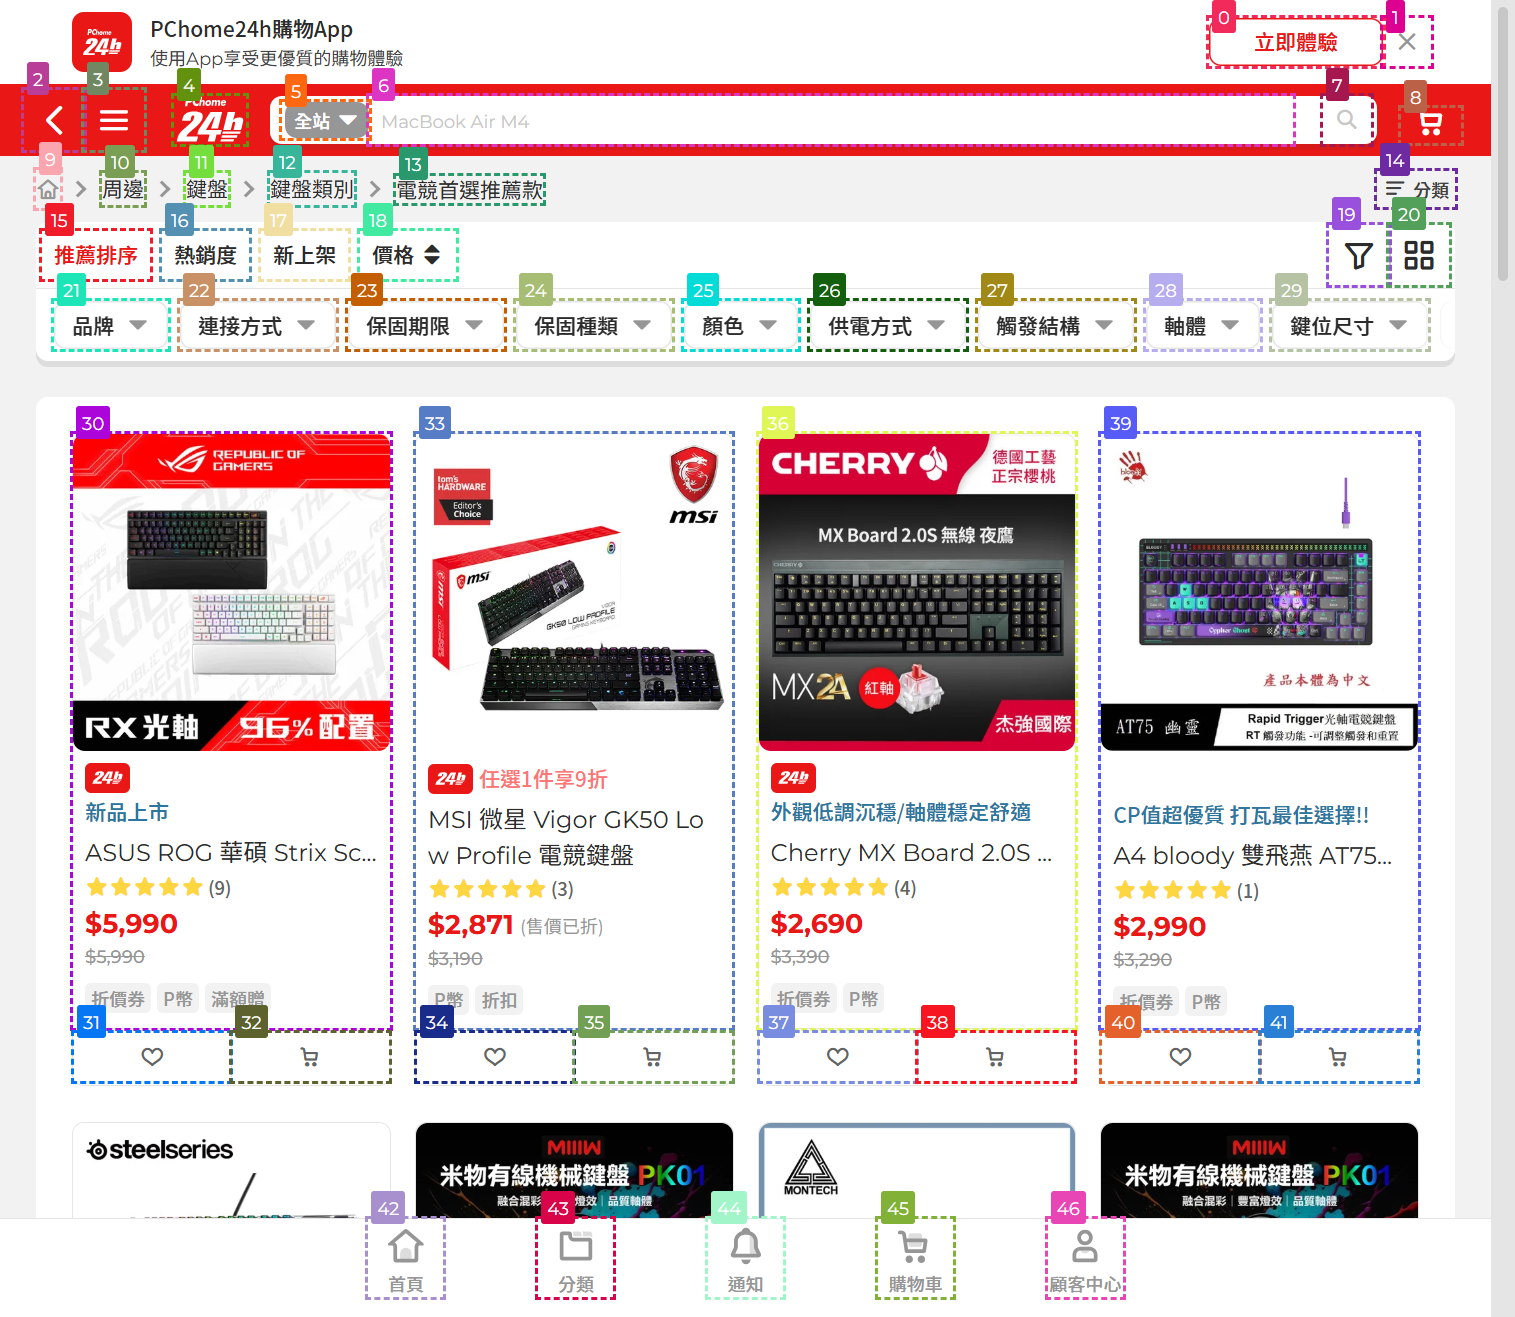 PChome24h購物App
使用App享受更優質的購物體驗
立即體驗
0
1
2
3
4
5
6
7
8
PChome
24h
全站
MacBook Air M4
9
10
11
12
13
14
周邊
鍵盤
鍵盤類別
電競首選推薦款
分類
15
16
17
18
19
20
推薦排序
熱銷度
新上架
價格
21
22
23
24
25
26
27
28
29
品牌
連接方式
保固期限
保固種類
顏色
供電方式
觸發結構
軸體
鍵位尺寸
30
REPUBLIC OF
GAMERS
RX 光軸
96%配置
24h
新品上市
ASUS ROG 華碩 Strix Sc...
(9)
$5,990
$5,990
折價券 P幣 滿額贈
31
32
33
tom's
HARDWARE
Editor's
Choice
msi
msi
VIGOR
GK50 LOW PROFILE
GAMING KEYBOARD
24h 任選1件享9折
MSI 微星 Vigor GK50 Lo
w Profile 電競鍵盤
(3)
$2,871 (售價已折)
$3,190
P幣 折扣
34
35
36
CHERRY
德國工藝
正宗櫻桃
MX Board 2.0S 無線 夜鷹
CHERRY
MX2A 紅軸
杰強國際
24h
外觀低調沉穩/軸體穩定舒適
Cherry MX Board 2.0S ...
(4)
$2,690
$3,390
折價券 P幣
37
38
39
bloody
BLOODY
Cypher Ghost
產品本體為中文
AT75 幽靈
Rapid Trigger光軸電競鍵盤
RT 觸發功能 -可調整觸發和重置
CP值超優質 打瓦最佳選擇!!
A4 bloody 雙飛燕 AT75...
(1)
$2,990
$3,290
折價券 P幣
40
41
steelseries
MIIIW
米物有線機械鍵盤 PK01
融合混彩
燈效｜品質軸體
MONTECH
MIIIW
米物有線機械鍵盤 PK01
融合混彩｜豐富燈效｜品質軸體
42
43
44
45
46
首頁
分類
通知
購物車
顧客中心